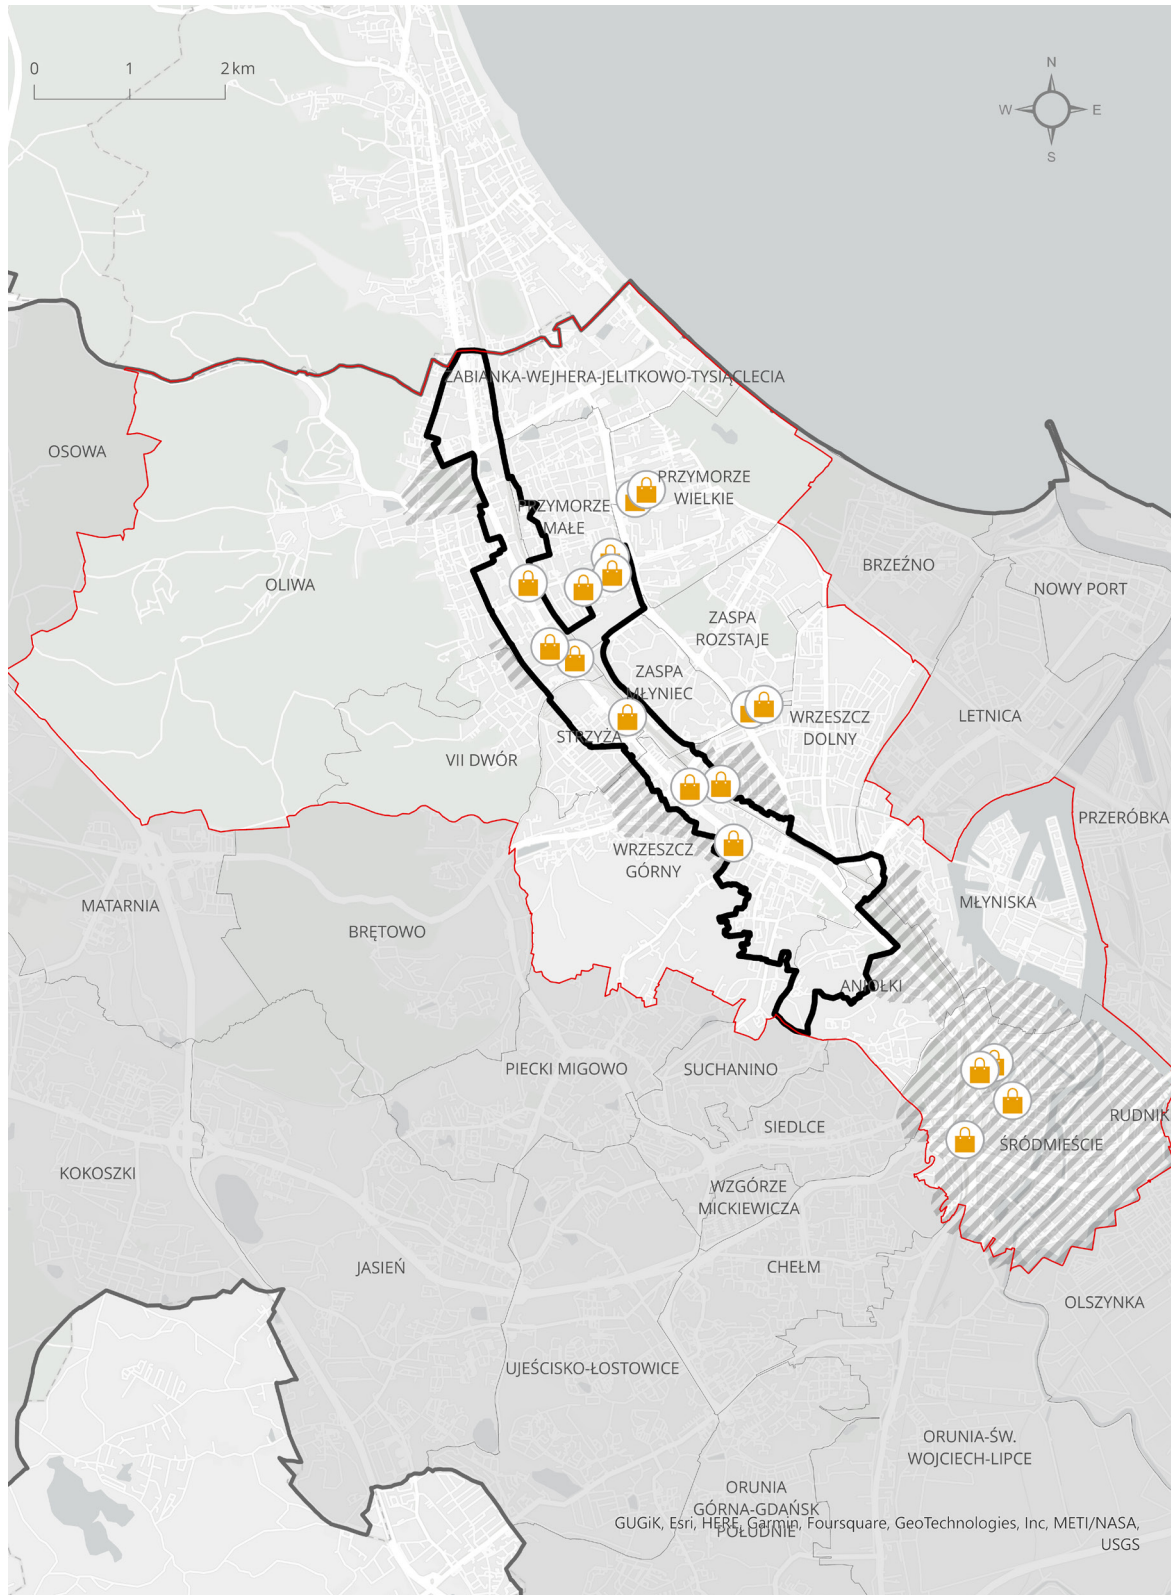 0 1 2 km
N
W E
S
ŻABIANKA-WEJHERA-JELITKOWO-TYSIĄCLECIA
OSOWA
PRZYMORZE
WIELKIE
PRZYMORZE
MAŁE
BRZEŹNO
OLIWA
NOWY PORT
ZASPA
ROZSTAJE
ZASPA
MŁYNIEC
LETNICA
WRZESZCZ
DOLNY
STRZYŻA
VII DWÓR
PRZERÓBKA
WRZESZCZ
GÓRNY
MATARNIA
MŁYNISKA
BRĘTOWO
ANIOŁKI
PIECKI MIGOWO
SUCHANINO
RUDNIK
SIEDLCE
ŚRÓDMIEŚCIE
KOKOSZKI
WZGÓRZE
MICKIEWICZA
JASIEŃ
CHEŁM
OLSZYNKA
UJEŚCISKO-ŁOSTOWICE
ORUNIA-ŚW.
WOJCIECH-LIPCE
ORUNIA
GÓRNA-GDAŃSK
POŁUDNIE
GUGiK, Esri, HERE, Garmin, Foursquare, GeoTechnologies, Inc, METI/NASA,
USGS